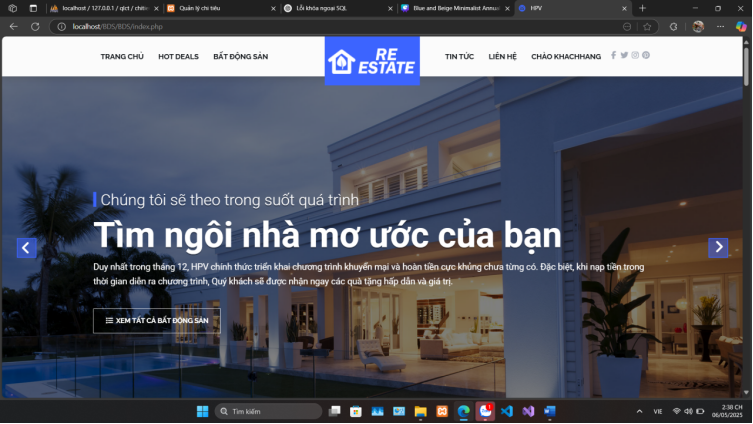 localhost / 127.0.0.1 / qlct / chitie
Quản lý chi tiêu
Lỗi khóa ngoại SQL
Blue and Beige Minimalist Annua
HPV
localhost/BDS/BDS/index.php
TRANG CHỦ
HOT DEALS
BẤT ĐỘNG SẢN
RE
ESTATE
TIN TỨC
LIÊN HỆ
CHÀO KHACHHANG
Chúng tôi sẽ theo trong suốt quá trình
Tìm ngôi nhà mơ ước của bạn
Duy nhất trong tháng 12, HPV chính thức triển khai chương trình khuyến mại và hoàn tiền cực khủng chưa từng có. Đặc biệt, khi nạp tiền trong
thời gian diễn ra chương trình, Quý khách sẽ được nhận ngay các quà tặng hấp dẫn và giá trị.
XEM TẤT CẢ BẤT ĐỘNG SẢN
Tìm kiếm
VIE
2:38 CH
06/05/2025